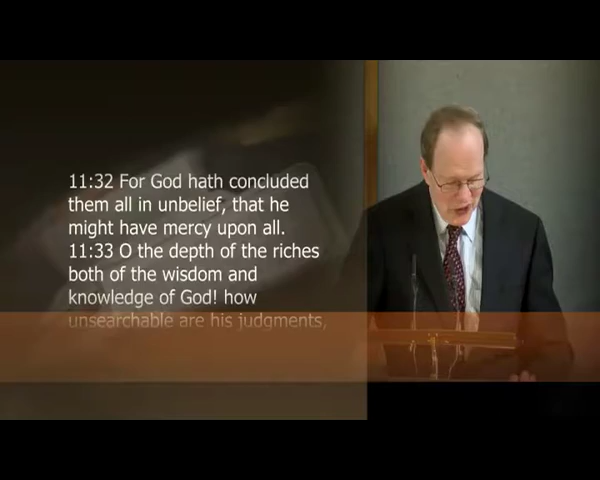 11:32 For God hath concluded
them all in unbelief, that he
might have mercy upon all.
11:33 O the depth of the riches
both of the wisdom and
knowledge of God! how
unsearchable are his judgments,